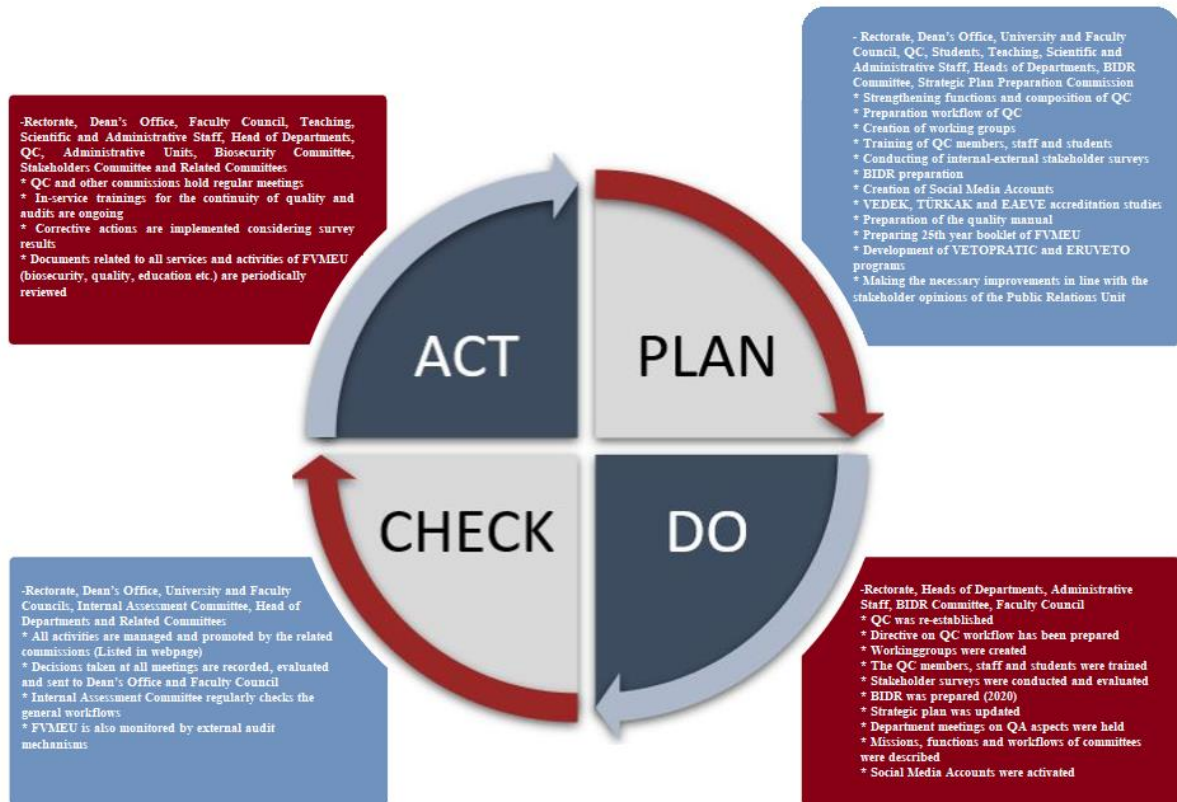 -Rectorate, Dean's Office, Faculty Council, Teaching,
Scientific and Administrative Staff, Head of Departments,
QC, Administrative Units, Biosecurity Committee,
Stakeholders Committee and Related Committees
* QC and other commissions hold regular meetings
* In-service trainings for the continuity of quality and
audits are ongoing
* Corrective actions are implemented considering survey
results
* Documents related to all services and activities of FVMEU
(biosecurity, quality, education etc.) are periodically
reviewed
- Rectorate, Dean's Office, University and Faculty
Council, QC, Students, Teaching, Scientific and
Administrative Staff, Heads of Departments, BIDR
Committee, Strategic Plan Preparation Commission
* Strengthening functions and composition of QC
* Preparation workflow of QC
* Creation of working groups
* Training of QC members, staff and students
* Conducting of internal-external stakeholder surveys
* BIDR preparation
* Creation of Social Media Accounts
* VEDEK, TÜRKAK and EAEVE accreditation studies
* Preparation of the quality manual
* Preparing 25th year booklet of FVMEU
* Development of VETOPRATIC and ERUVETO
programs
* Making the necessary improvements in line with the
stakeholder opinions of the Public Relations Unit
ACT
PLAN
CHECK
DO
-Rectorate, Dean's Office, University and Faculty
Councils, Internal Assessment Committee, Head of
Departments and Related Committees
* All activities are managed and promoted by the related
commissions (Listed in webpage)
* Decisions taken at all meetings are recorded, evaluated
and sent to Dean's Office and Faculty Council
* Internal Assessment Committee regularly checks the
general workflows
* FVMEU is also monitored by external audit
mechanisms
-Rectorate, Heads of Departments, Administrative
Staff, BIDR Committee, Faculty Council
* QC was re-established
* Directive on QC workflow has been prepared
* Workinggroups were created
* The QC members, staff and students were trained
* Stakeholder surveys were conducted and evaluated
* BIDR was prepared (2020)
* Strategic plan was updated
* Department meetings on QA aspects were held
* Missions, functions and workflows of committees
were described
* Social Media Accounts were activated